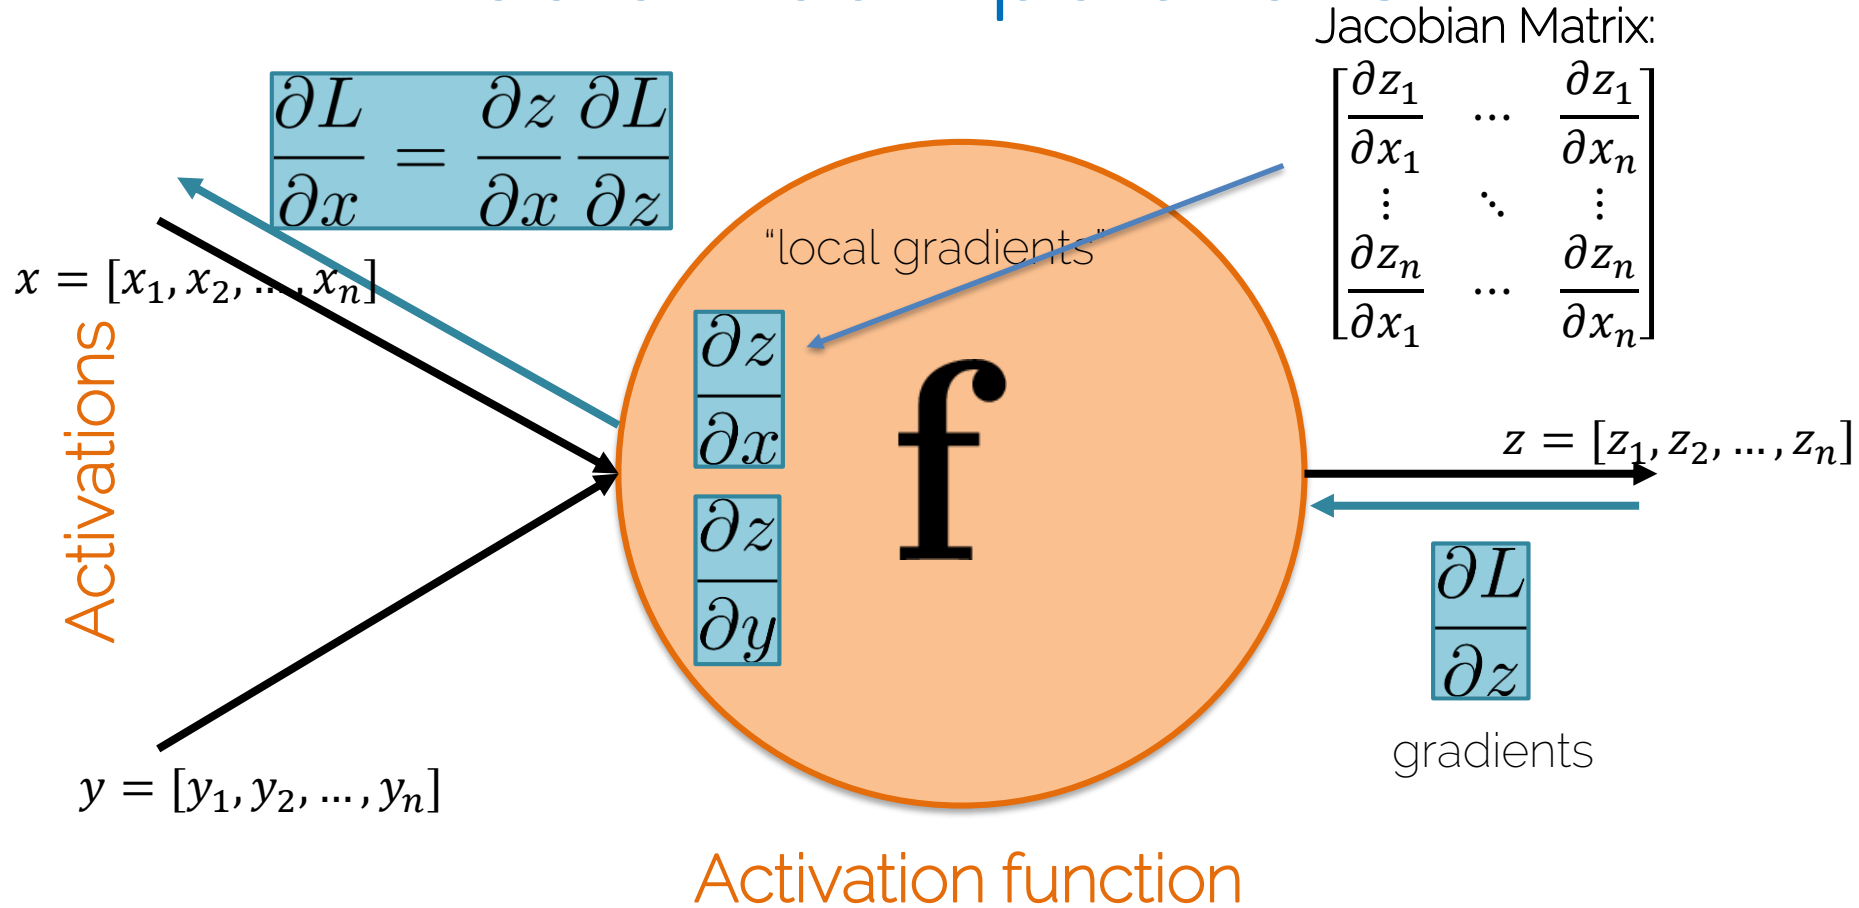 Jacobian Matrix:
∂z₁/∂x₁ ⋯ ∂z₁/∂xₙ
⋮ ⋱ ⋮
∂zₙ/∂x₁ ⋯ ∂zₙ/∂xₙ
∂L/∂x = ∂z/∂x ∂L/∂z
“local gradients”
x = [x₁, x₂, … , xₙ]
Activations
∂z/∂x
f
z = [z₁, z₂, … , zₙ]
∂z/∂y
∂L/∂z
gradients
y = [y₁, y₂, … , yₙ]
Activation function